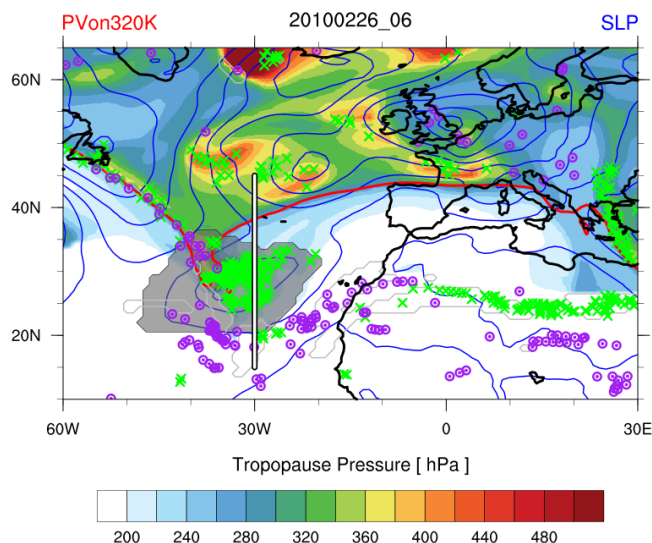 PVon320K 20100226_06 SLP
60N
40N
20N
60W 30W 0 30E
Tropopause Pressure [ hPa ]
200 240 280 320 360 400 440 480